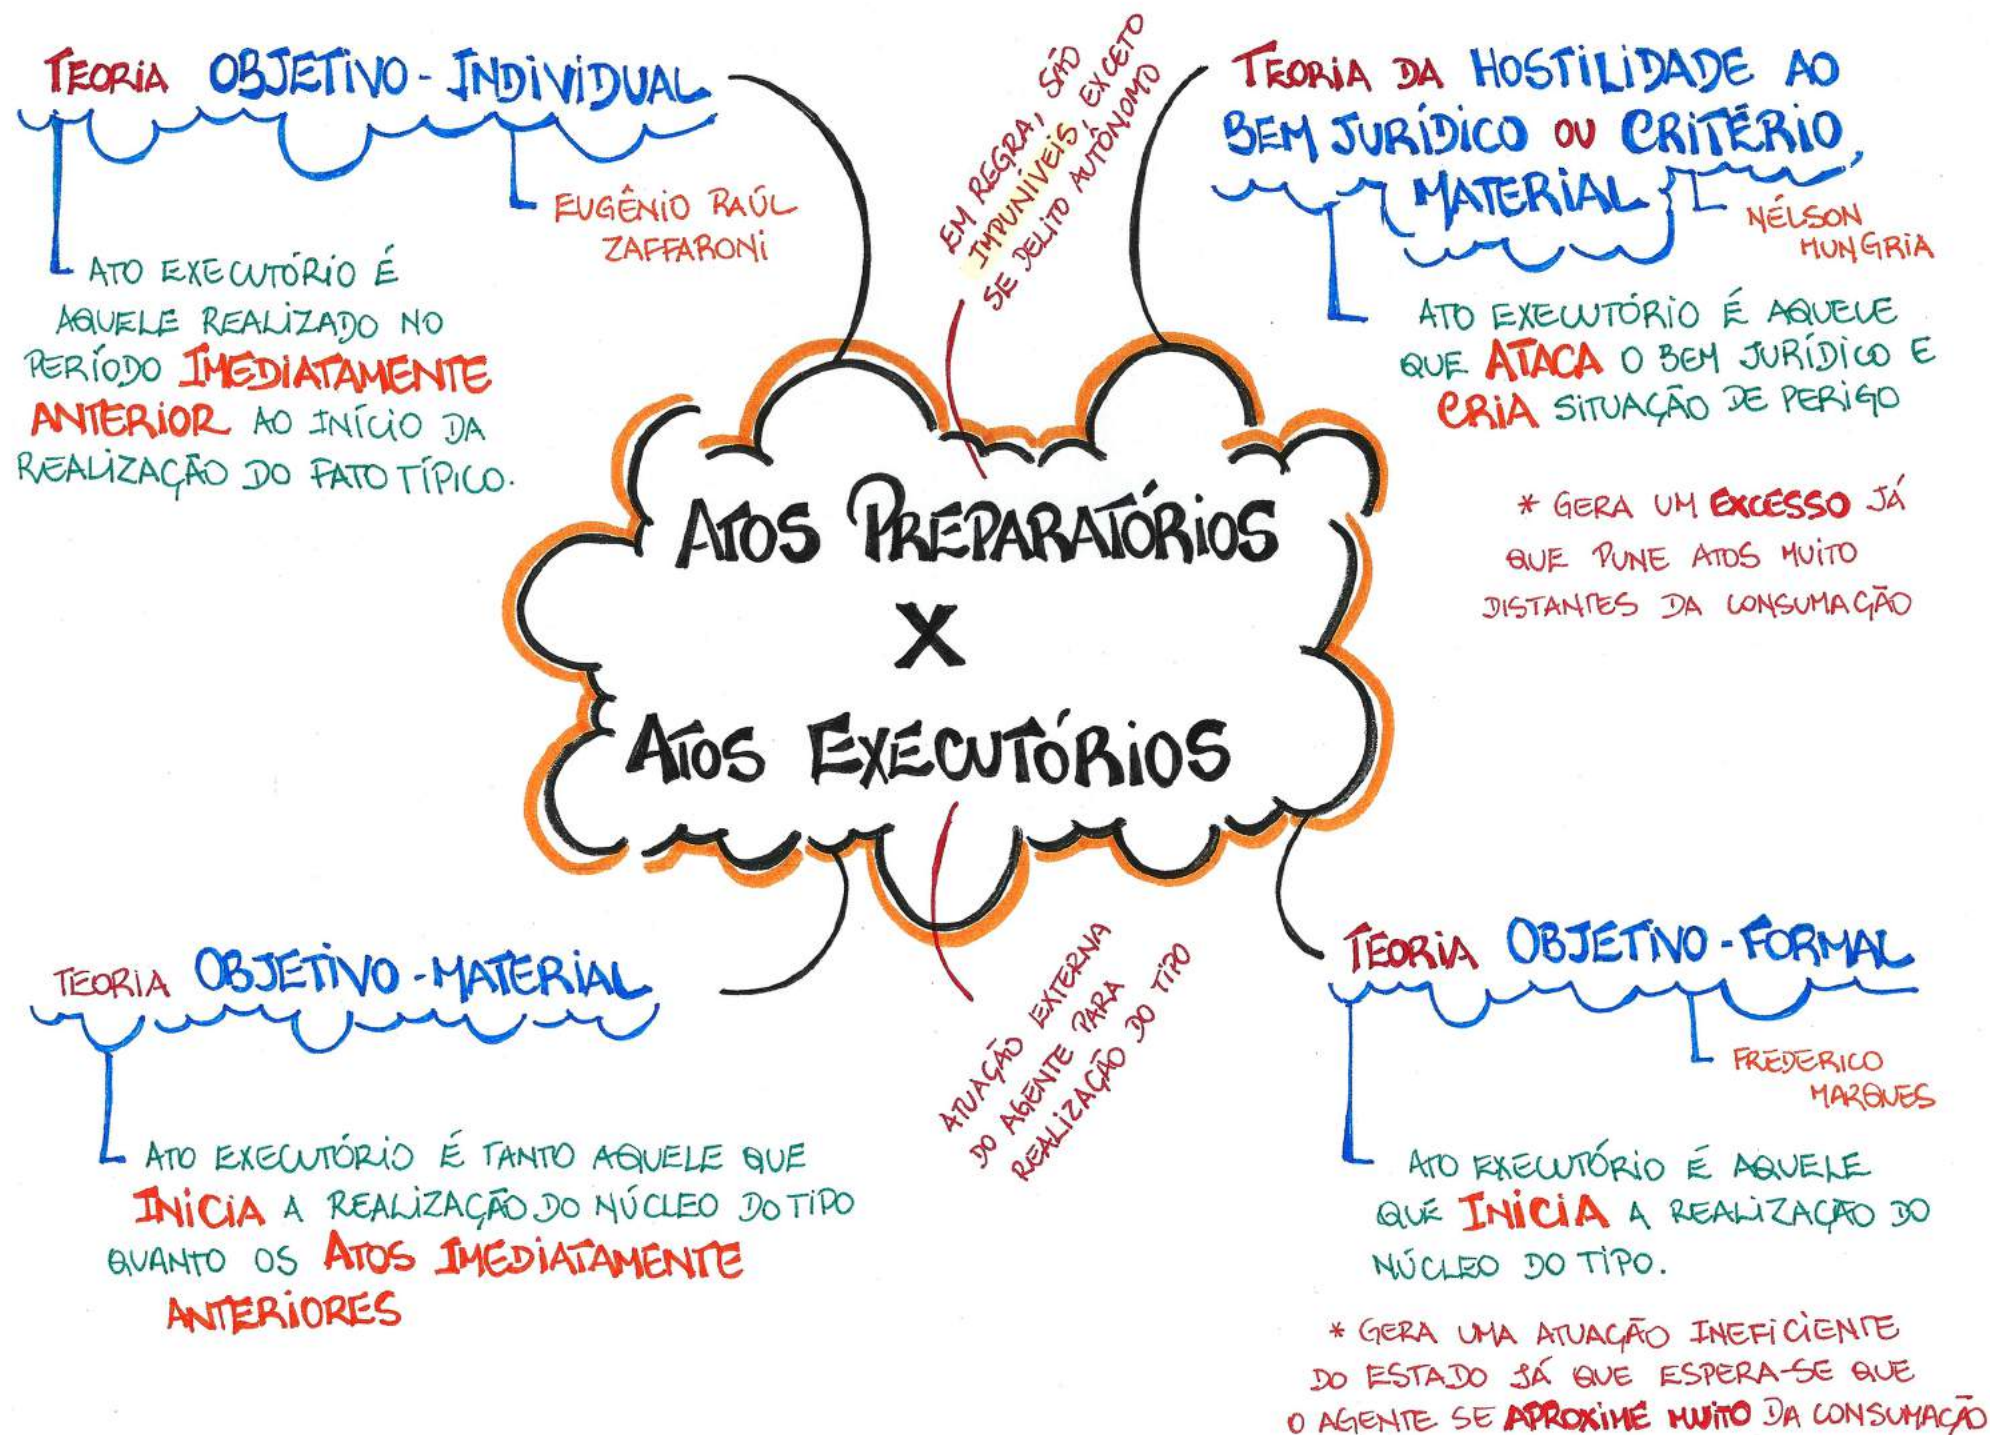 TEORIA OBJETIVO-INDIVIDUAL
EUGÊNIO RAÚL
ZAFFARONI
ATO EXECUTÓRIO É
AQUELE REALIZADO NO
PERÍODO IMEDIATAMENTE
ANTERIOR AO INÍCIO DA
REALIZAÇÃO DO FATO TÍPICO.
EM REGRA, SÃO
IMPUNÍVEIS, EXCETO
SE DELITO AUTÔNOMO
TEORIA DA HOSTILIDADE AO
BEM JURÍDICO OU CRITÉRIO
MATERIAL
NÉLSON
HUNGRIA
ATO EXECUTÓRIO É AQUELE
QUE ATACA O BEM JURÍDICO E
CRIA SITUAÇÃO DE PERIGO
* GERA UM EXCESSO JÁ
QUE PUNE ATOS MUITO
DISTANTES DA CONSUMAÇÃO
ATOS PREPARATÓRIOS
X
ATOS EXECUTÓRIOS
TEORIA OBJETIVO-MATERIAL
ATO EXECUTÓRIO É TANTO AQUELE QUE
INICIA A REALIZAÇÃO DO NÚCLEO DO TIPO
QUANTO OS ATOS IMEDIATAMENTE
ANTERIORES
ATUAÇÃO EXTERNA
DO AGENTE PARA
REALIZAÇÃO DO TIPO
TEORIA OBJETIVO-FORMAL
FREDERICO
MARQUES
ATO EXECUTÓRIO É AQUELE
QUE INICIA A REALIZAÇÃO DO
NÚCLEO DO TIPO.
* GERA UMA ATUAÇÃO INEFICIENTE
DO ESTADO JÁ QUE ESPERA-SE QUE
O AGENTE SE APROXIME MUITO DA CONSUMAÇÃO